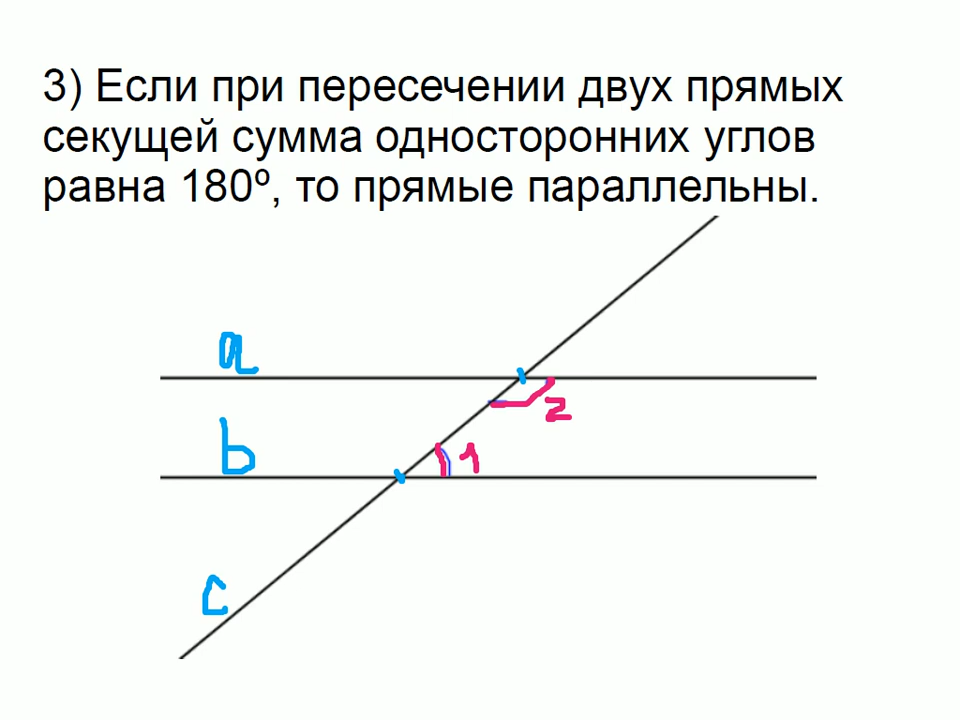 3) Если при пересечении двух прямых
секущей сумма односторонних углов
равна 180º, то прямые параллельны.
a
2
b
1
c